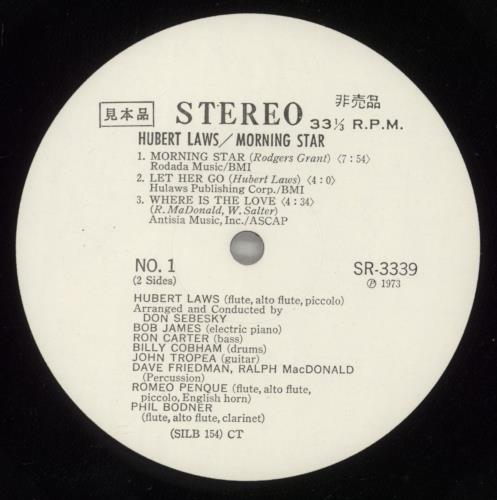 見本品 STEREO 非売品
33⅓ R.P.M.
HUBERT LAWS/MORNING STAR
1. MORNING STAR (Rodgers Grant) 〈7:54〉
Rodada Music/BMI
2. LET HER GO (Hubert Laws) 〈4:0〉
Hulaws Publishing Corp./BMI
3. WHERE IS THE LOVE 〈4:34〉
(R. MaDonald, W. Salter)
Antisia Music, Inc./ASCAP
NO. 1 SR-3339
(2 Sides) Ⓟ 1973
HUBERT LAWS (flute, alto flute, piccolo)
Arranged and Conducted by
DON SEBESKY
BOB JAMES (electric piano)
RON CARTER (bass)
BILLY COBHAM (drums)
JOHN TROPEA (guitar)
DAVE FRIEDMAN, RALPH MacDONALD
(Percussion)
ROMEO PENQUE (flute, alto flute,
piccolo, English horn)
PHIL BODNER
(flute, alto flute, clarinet)
(SILB 154) CT